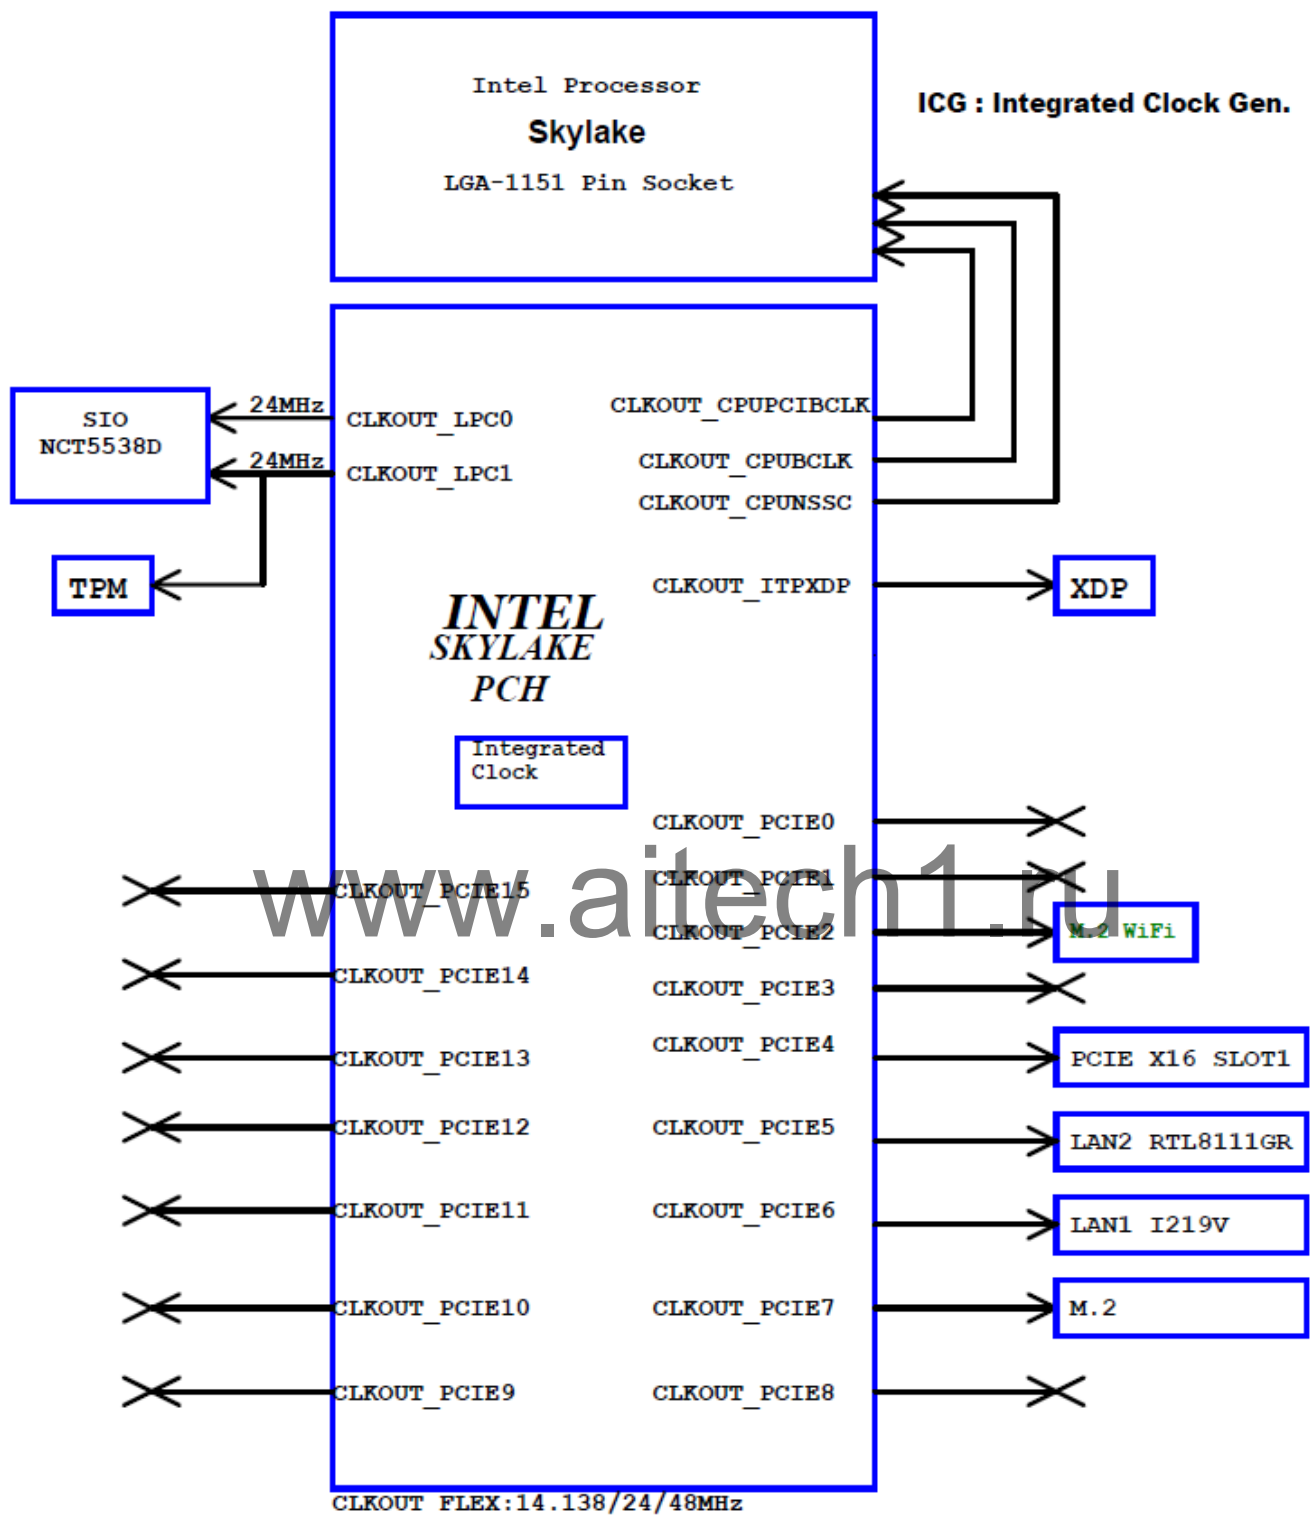 Intel Processor
Skylake
LGA-1151 Pin Socket
ICG : Integrated Clock Gen.
SIO
NCT5538D
24MHz
24MHz
TPM
CLKOUT_LPC0
CLKOUT_LPC1
CLKOUT_CPUPCIBCLK
CLKOUT_CPUBCLK
CLKOUT_CPUNSSC
CLKOUT_ITPXDP
XDP
INTEL
SKYLAKE
PCH
Integrated
Clock
CLKOUT_PCIE0
CLKOUT_PCIE1
CLKOUT_PCIE2
M.2 WiFi
CLKOUT_PCIE3
CLKOUT_PCIE4
PCIE X16 SLOT1
CLKOUT_PCIE5
LAN2 RTL8111GR
CLKOUT_PCIE6
LAN1 I219V
CLKOUT_PCIE7
M.2
CLKOUT_PCIE8
CLKOUT_PCIE15
CLKOUT_PCIE14
CLKOUT_PCIE13
CLKOUT_PCIE12
CLKOUT_PCIE11
CLKOUT_PCIE10
CLKOUT_PCIE9
www.aitech1.ru
CLKOUT FLEX:14.138/24/48MHz